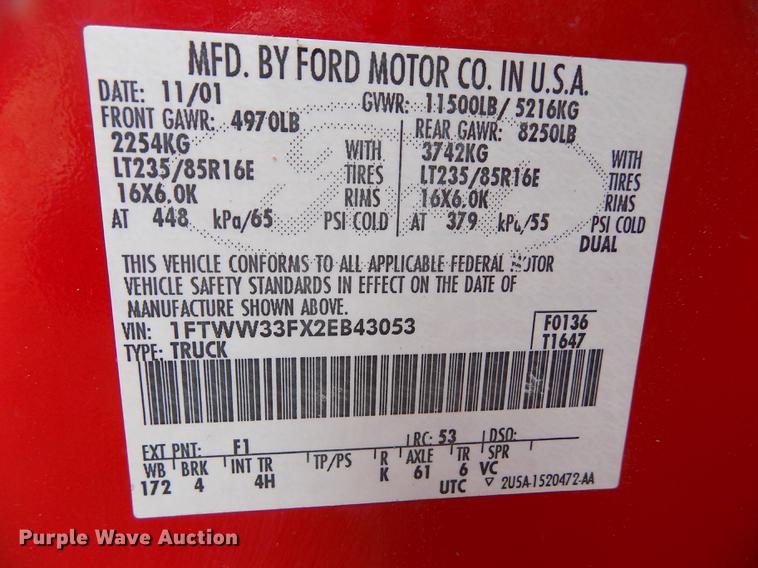 MFD. BY FORD MOTOR CO. IN U.S.A.
DATE: 11/01 GVWR: 11500LB/ 5216KG
FRONT GAWR: 4970LB REAR GAWR: 8250LB
2254KG WITH 3742KG WITH
LT235/85R16E TIRES LT235/85R16E TIRES
16X6.0K RIMS 16X6.0K RIMS
AT 448 kPa/65 PSI COLD AT 379 kPa/55 PSI COLD
DUAL
THIS VEHICLE CONFORMS TO ALL APPLICABLE FEDERAL MOTOR
VEHICLE SAFETY STANDARDS IN EFFECT ON THE DATE OF
MANUFACTURE SHOWN ABOVE.
VIN: 1FTWW33FX2EB43053 F0136
TYPE: TRUCK T1647
EXT PNT: F1 RC: 53 DSO:
WB BRK INT TR TP/PS R AXLE TR SPR
172 4 4H K 61 6 VC
UTC ▽ 2U5A-1520472-AA
Purple Wave Auction